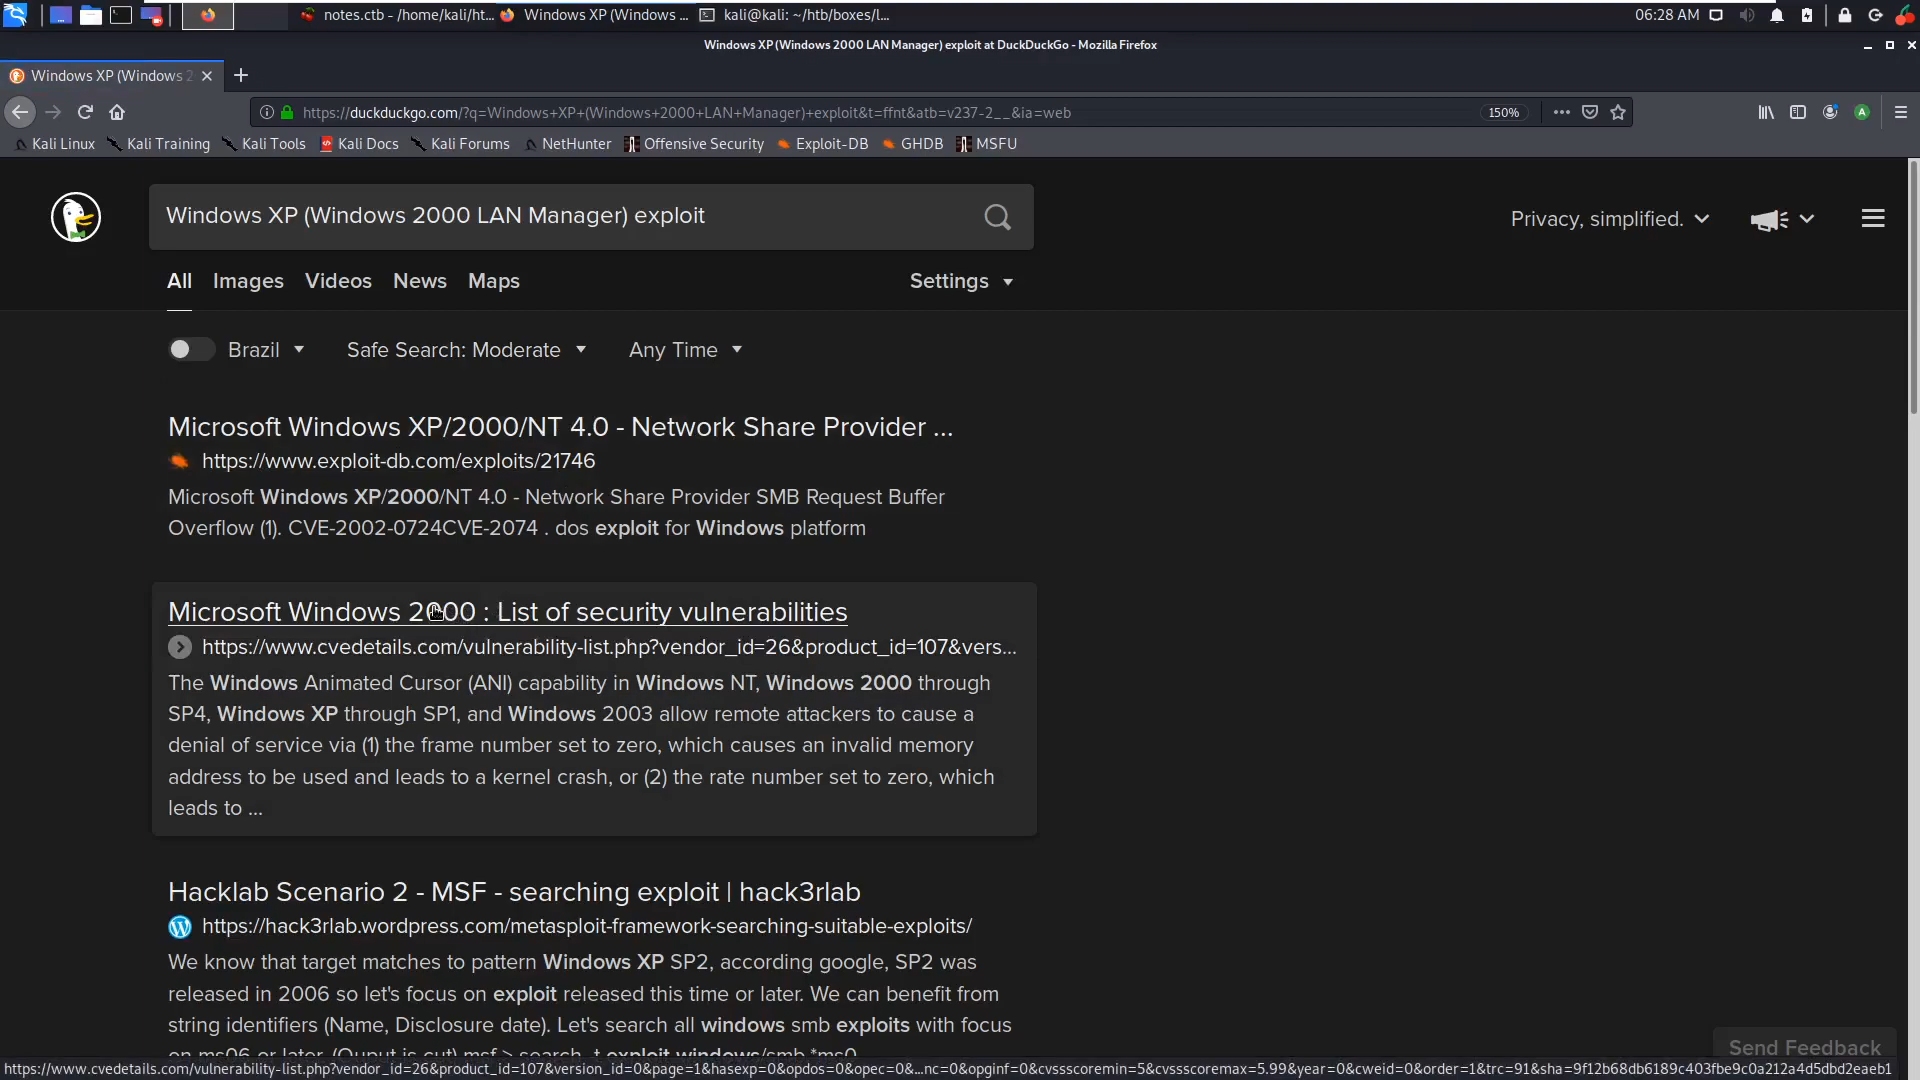 notes.ctb - /home/kali/ht... Windows XP (Windows ... kali@kali: ~/htb/boxes/l... 06:28 AM
Windows XP (Windows 2000 LAN Manager) exploit at DuckDuckGo - Mozilla Firefox
Windows XP (Windows 2
https://duckduckgo.com/?q=Windows+XP+(Windows+2000+LAN+Manager)+exploit&t=ffnt&atb=v237-2__&ia=web 150%
Kali Linux Kali Training Kali Tools Kali Docs Kali Forums NetHunter Offensive Security Exploit-DB GHDB MSFU
Windows XP (Windows 2000 LAN Manager) exploit
Privacy, simplified.
All Images Videos News Maps Settings
Brazil Safe Search: Moderate Any Time
Microsoft Windows XP/2000/NT 4.0 - Network Share Provider ...
https://www.exploit-db.com/exploits/21746
Microsoft Windows XP/2000/NT 4.0 - Network Share Provider SMB Request Buffer
Overflow (1). CVE-2002-0724CVE-2074 . dos exploit for Windows platform
Microsoft Windows 2000 : List of security vulnerabilities
https://www.cvedetails.com/vulnerability-list.php?vendor_id=26&product_id=107&vers...
The Windows Animated Cursor (ANI) capability in Windows NT, Windows 2000 through
SP4, Windows XP through SP1, and Windows 2003 allow remote attackers to cause a
denial of service via (1) the frame number set to zero, which causes an invalid memory
address to be used and leads to a kernel crash, or (2) the rate number set to zero, which
leads to ...
Hacklab Scenario 2 - MSF - searching exploit | hack3rlab
https://hack3rlab.wordpress.com/metasploit-framework-searching-suitable-exploits/
We know that target matches to pattern Windows XP SP2, according google, SP2 was
released in 2006 so let's focus on exploit released this time or later. We can benefit from
string identifiers (Name, Disclosure date). Let's search all windows smb exploits with focus
on ms06 or later. (Ouput is cut) msf > search -t exploit windows/smb *ms0
Send Feedback
https://www.cvedetails.com/vulnerability-list.php?vendor_id=26&product_id=107&version_id=0&page=1&hasexp=0&opdos=0&opec=0&...nc=0&opginf=0&cvssscoremin=5&cvssscoremax=5.99&year=0&cweid=0&order=1&trc=91&sha=9f12b68db6189c403fbe9c0a212a4d5dbd2eaeb1